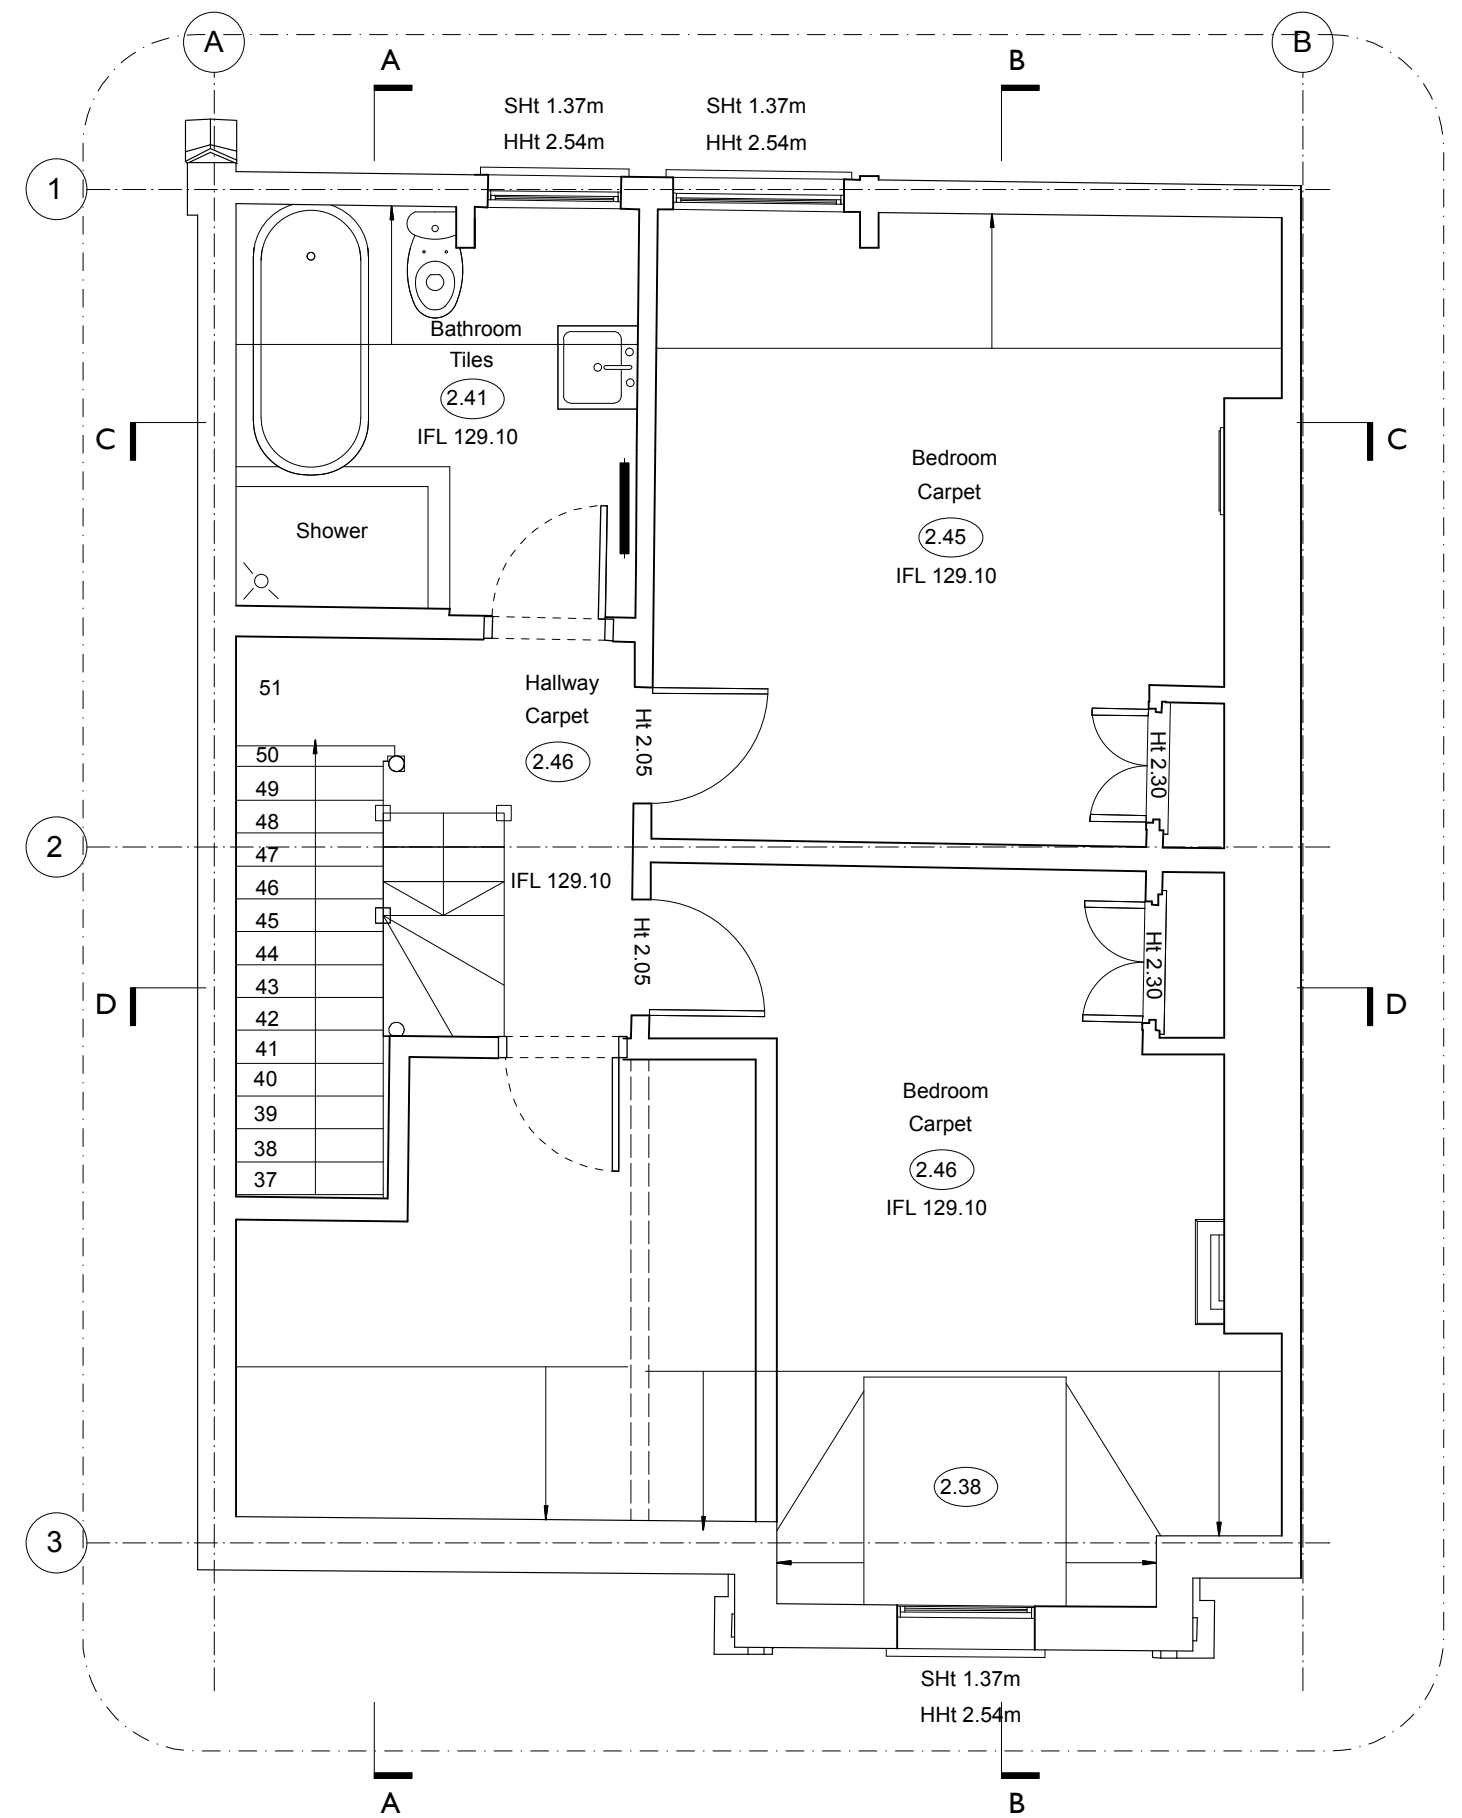 A
B
A
B
SHt 1.37m
HHt 2.54m
SHt 1.37m
HHt 2.54m
1
Bathroom
Tiles
2.41
IFL 129.10
C
C
Bedroom
Carpet
2.45
IFL 129.10
Shower
51
Hallway
Carpet
2.46
Ht 2.05
Ht 2.30
50
49
48
47
46
45
44
43
42
41
40
39
38
37
2
IFL 129.10
Ht 2.05
Ht 2.30
D
D
Bedroom
Carpet
2.46
IFL 129.10
2.38
3
SHt 1.37m
HHt 2.54m
A
B